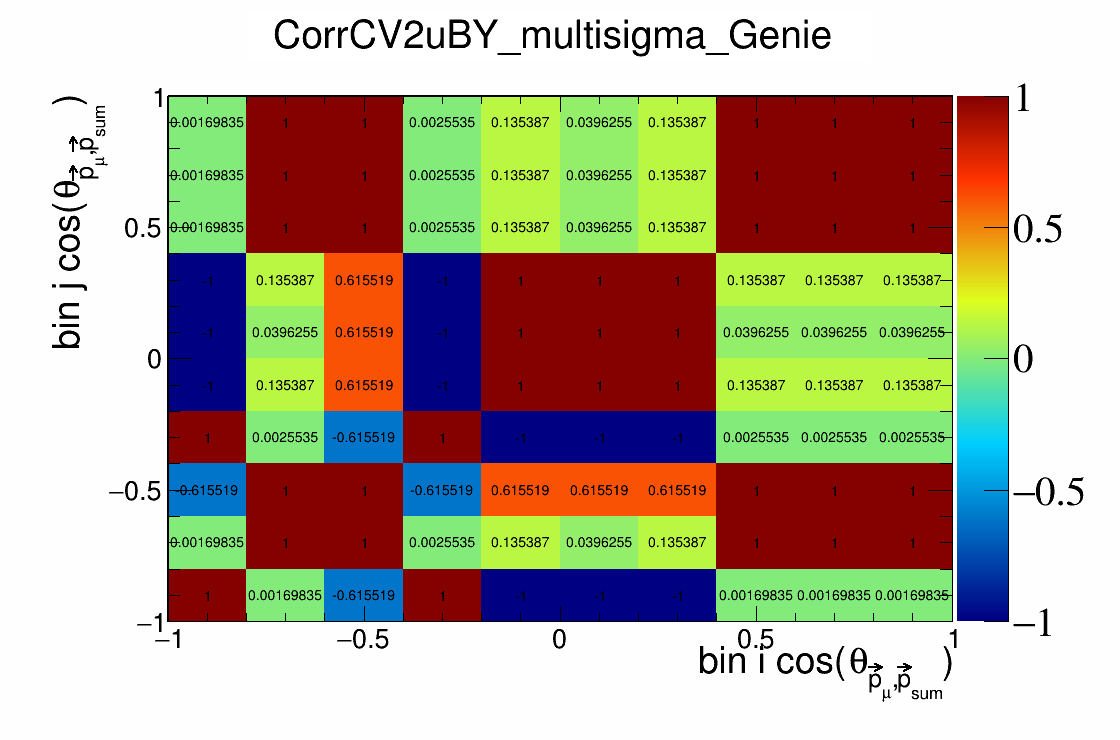 CorrCV2uBY_multisigma_Genie
bin j cos(θ p⃗μ,p⃗sum)
1
0.5
0
−0.5
−1
0.00169835 1 1 0.0025535 0.135387 0.0396255 0.135387 1 1 1
0.00169835 1 1 0.0025535 0.135387 0.0396255 0.135387 1 1 1
0.00169835 1 1 0.0025535 0.135387 0.0396255 0.135387 1 1 1
-1 0.135387 0.615519 -1 1 1 1 0.135387 0.135387 0.135387
-1 0.0396255 0.615519 -1 1 1 1 0.0396255 0.0396255 0.0396255
-1 0.135387 0.615519 -1 1 1 1 0.135387 0.135387 0.135387
1 0.0025535 -0.615519 1 -1 -1 -1 0.0025535 0.0025535 0.0025535
-0.615519 1 1 -0.615519 0.615519 0.615519 0.615519 1 1 1
0.00169835 1 1 0.0025535 0.135387 0.0396255 0.135387 1 1 1
1 0.00169835 -0.615519 1 -1 -1 -1 0.00169835 0.00169835 0.00169835
−1 −0.5 0 0.5 1
bin i cos(θ p⃗μ,p⃗sum)
1
0.5
0
−0.5
−1